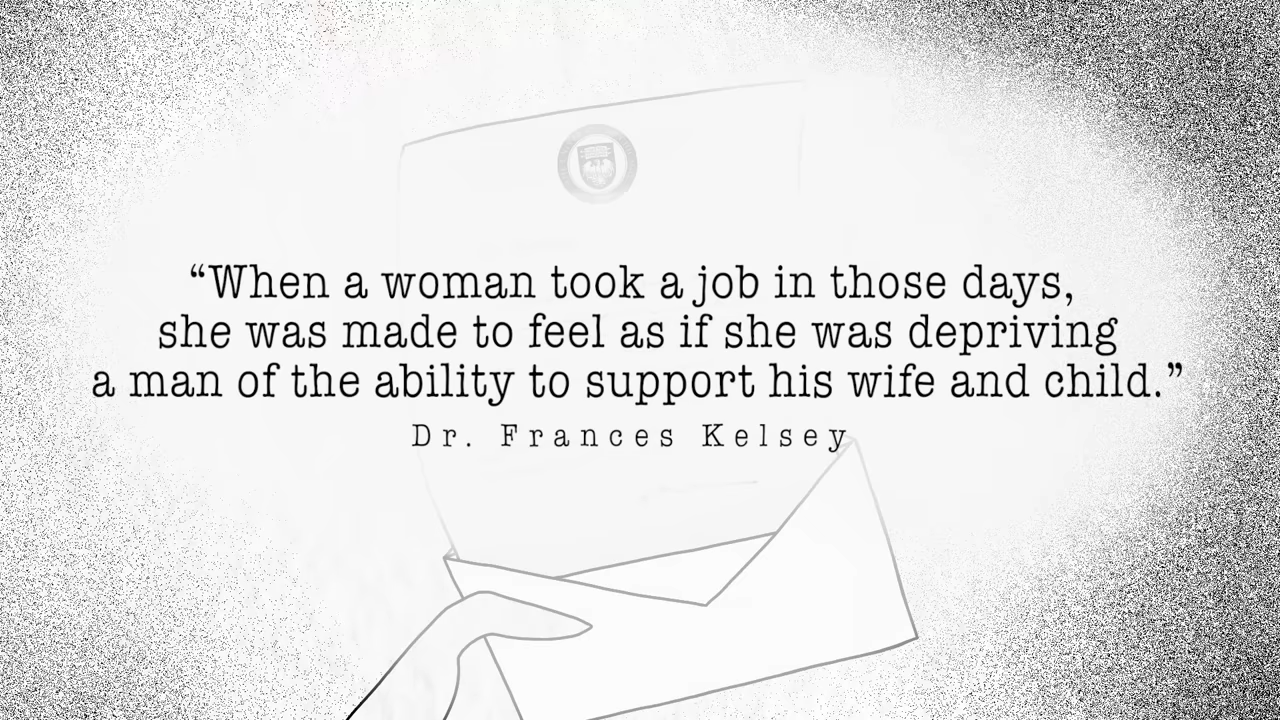 “When a woman took a job in those days,
she was made to feel as if she was depriving
a man of the ability to support his wife and child.”
Dr. Frances Kelsey